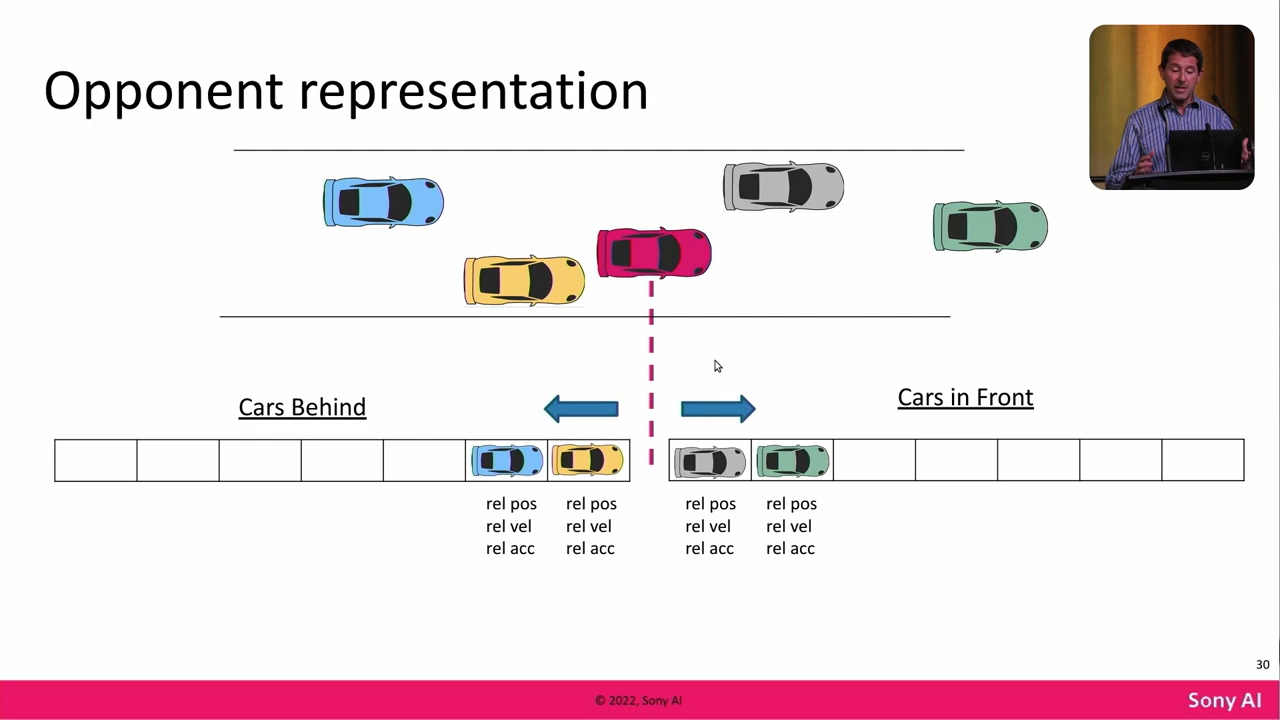 Opponent representation
Cars Behind
Cars in Front
rel pos
rel vel
rel acc
rel pos
rel vel
rel acc
rel pos
rel vel
rel acc
rel pos
rel vel
rel acc
30
© 2022, Sony AI
Sony AI